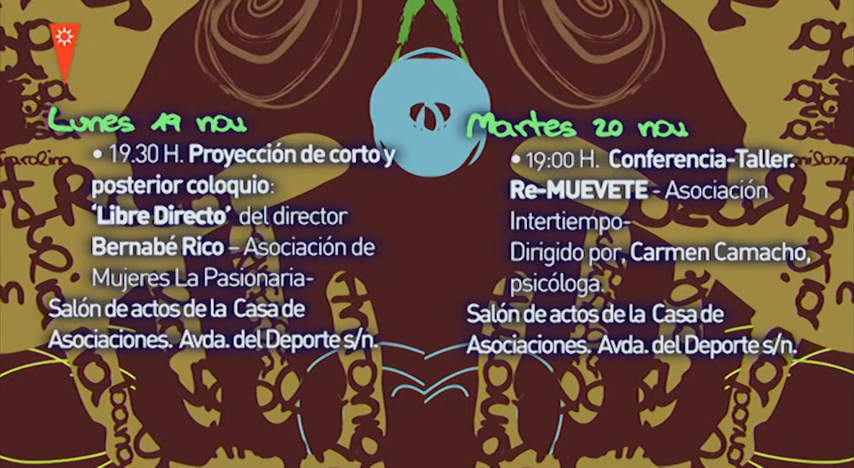 Lunes 19 nov
• 19.30 H. Proyección de corto y
posterior coloquio:
'Libre Directo' del director
Bernabé Rico – Asociación de
Mujeres La Pasionaria-
Salón de actos de la Casa de
Asociaciones. Avda. del Deporte s/n.
Martes 20 nov
• 19:00 H. Conferencia-Taller.
Re-MUEVETE - Asociación
Intertiempo-
Dirigido por, Carmen Camacho,
psicóloga.
Salón de actos de la Casa de
Asociaciones. Avda. del Deporte s/n.